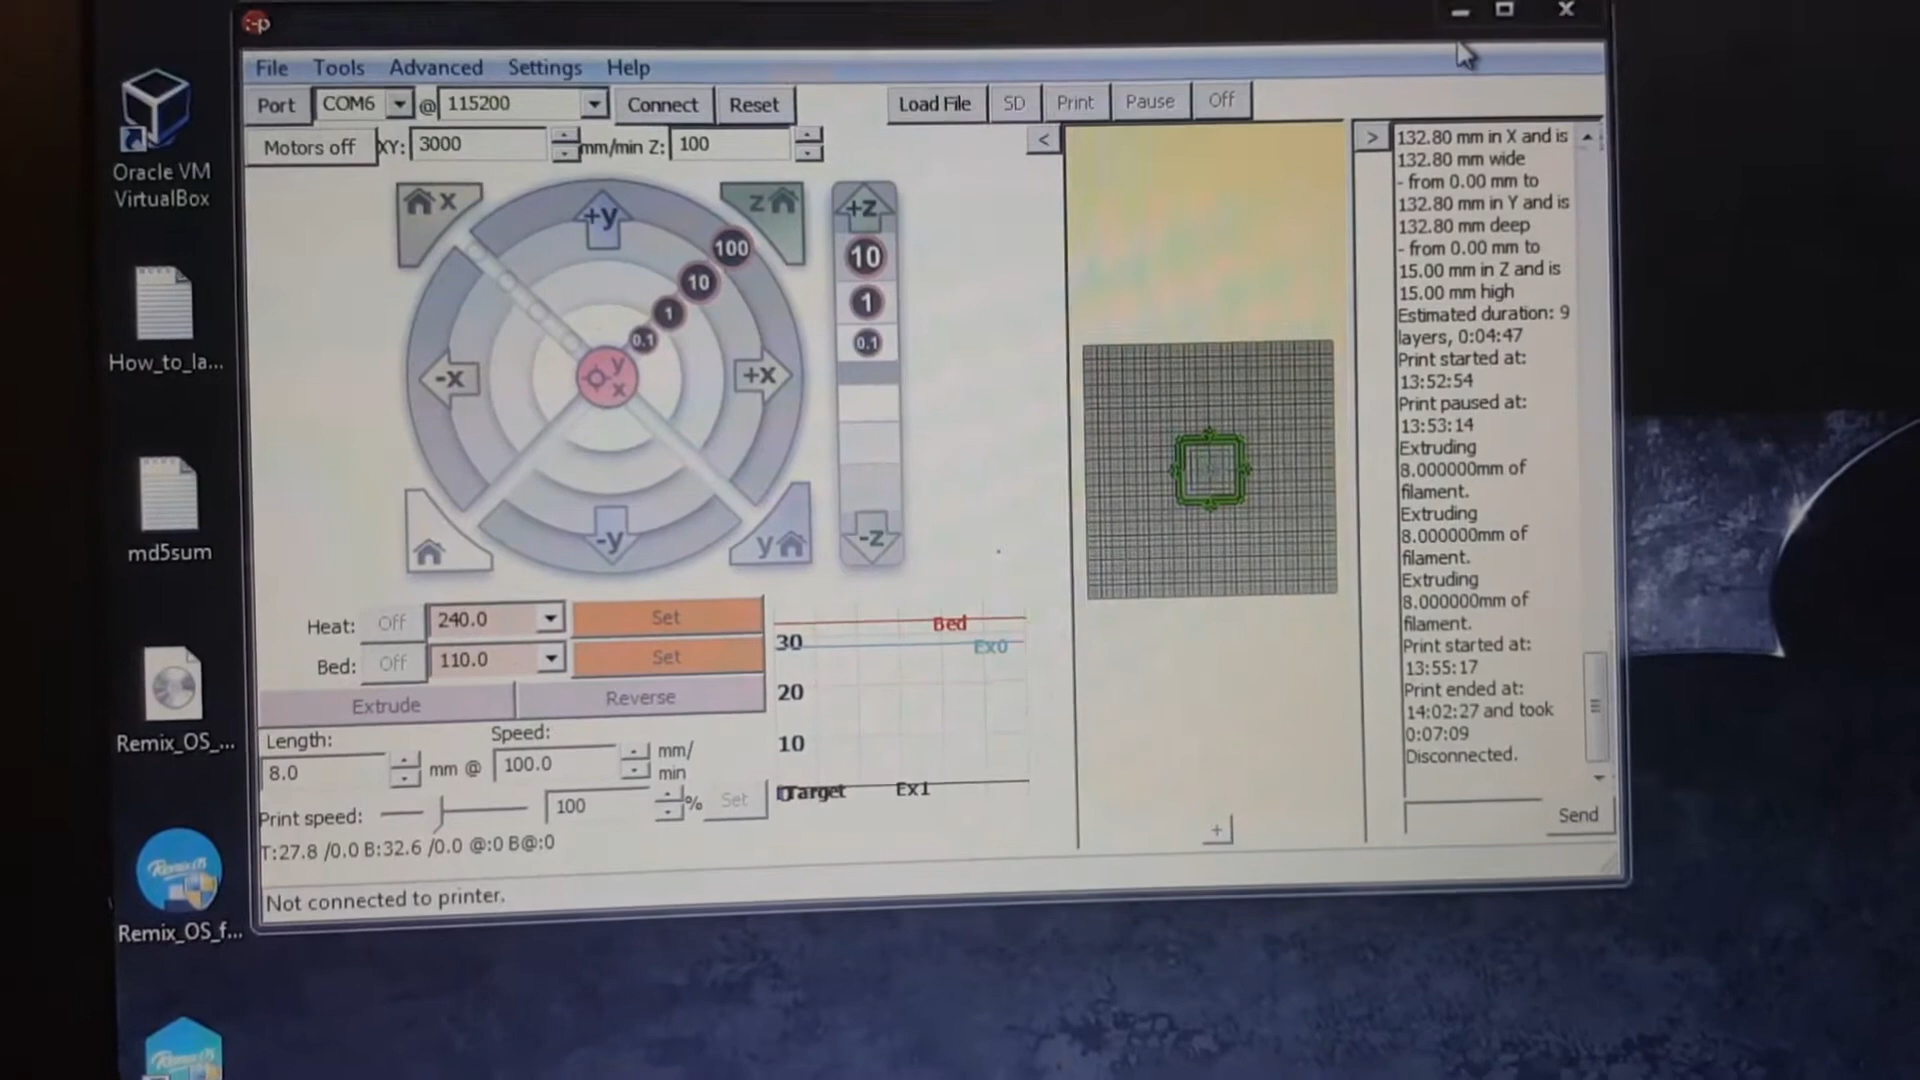 :-p
File Tools Advanced Settings Help
Port COM6 @ 115200 Connect Reset Load File SD Print Pause Off
Motors off XY: 3000 mm/min Z: 100 < >
x +y z
100
10
1
0.1
-x y x +x
-y
y
+z
10
1
0.1
-z
Heat: Off 240.0 Set
Bed: Off 110.0 Set
Extrude Reverse
Length: Speed:
8.0 mm @ 100.0 mm/
min
Print speed: 100 % Set
T:27.8 /0.0 B:32.6 /0.0 @:0 B@:0
Not connected to printer.
Bed
30 Ex0
20
10
Target Ex1
+
132.80 mm in X and is
132.80 mm wide
- from 0.00 mm to
132.80 mm in Y and is
132.80 mm deep
- from 0.00 mm to
15.00 mm in Z and is
15.00 mm high
Estimated duration: 9
layers, 0:04:47
Print started at:
13:52:54
Print paused at:
13:53:14
Extruding
8.000000mm of
filament.
Extruding
8.000000mm of
filament.
Extruding
8.000000mm of
filament.
Print started at:
13:55:17
Print ended at:
14:02:27 and took
0:07:09
Disconnected.
Send
Oracle VM
VirtualBox
How_to_la...
md5sum
Remix_OS_...
Remix OS
Remix_OS_f...
Remix OS